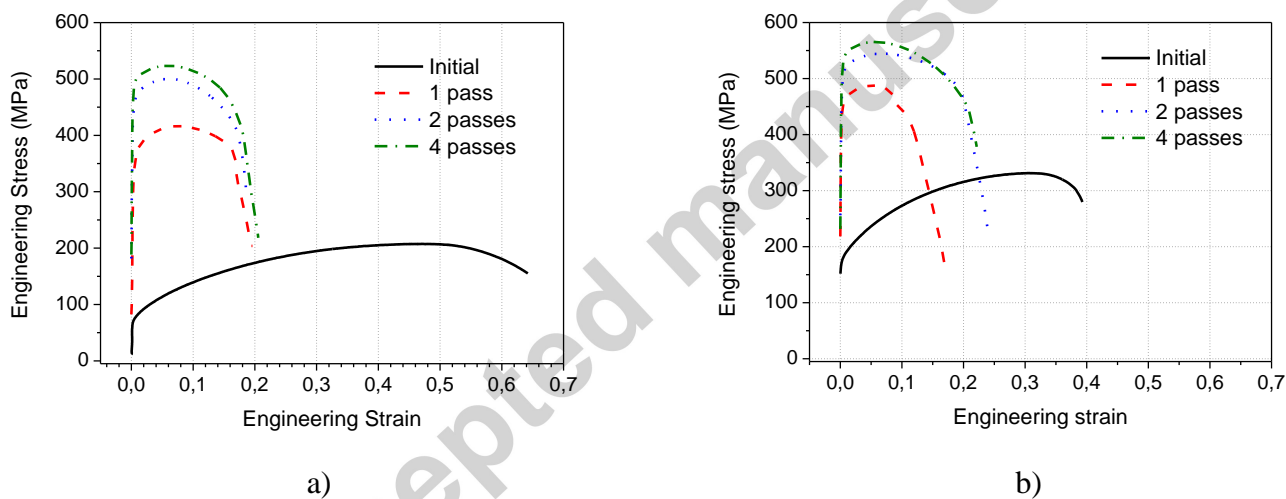 600
500
400
300
200
100
0
Engineering Stress (MPa)
Initial
1 pass
2 passes
4 passes
0,0 0,1 0,2 0,3 0,4 0,5 0,6 0,7
Engineering Strain
a)
600
500
400
300
200
100
0
Engineering stress (MPa)
Initial
1 pass
2 passes
4 passes
0,0 0,1 0,2 0,3 0,4 0,5 0,6 0,7
Engineering strain
b)
epted manus